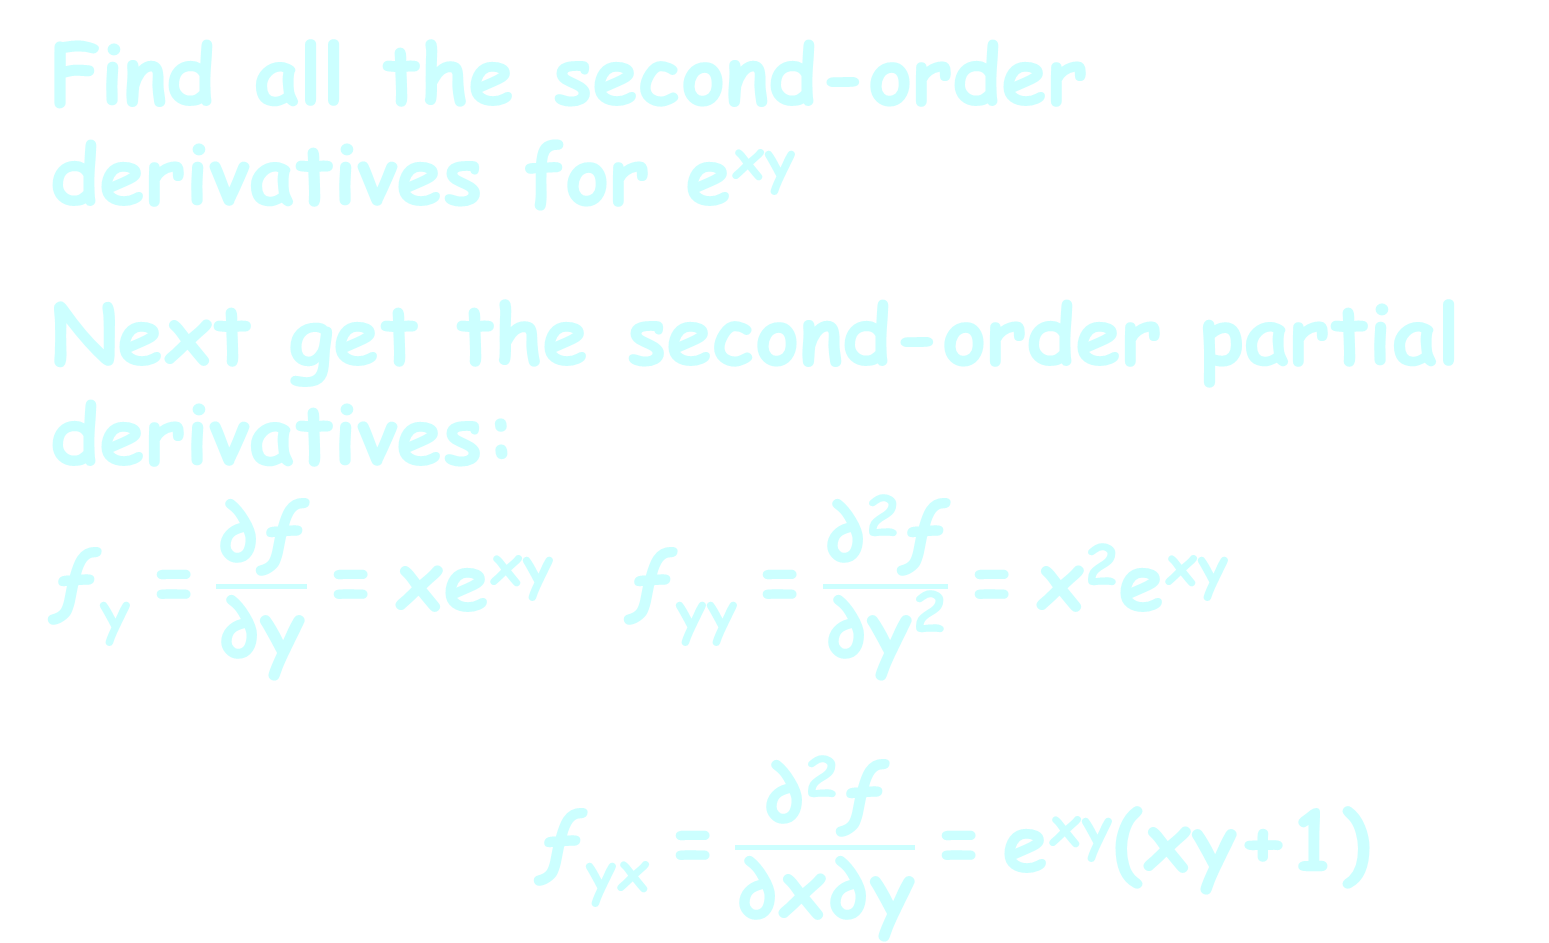 Find all the second-order
derivatives for e^xy
Next get the second-order partial
derivatives:
f_y = ∂f/∂y = xe^xy   f_yy = ∂²f/∂y² = x²e^xy
f_yx = ∂²f/∂x∂y = e^xy(xy+1)